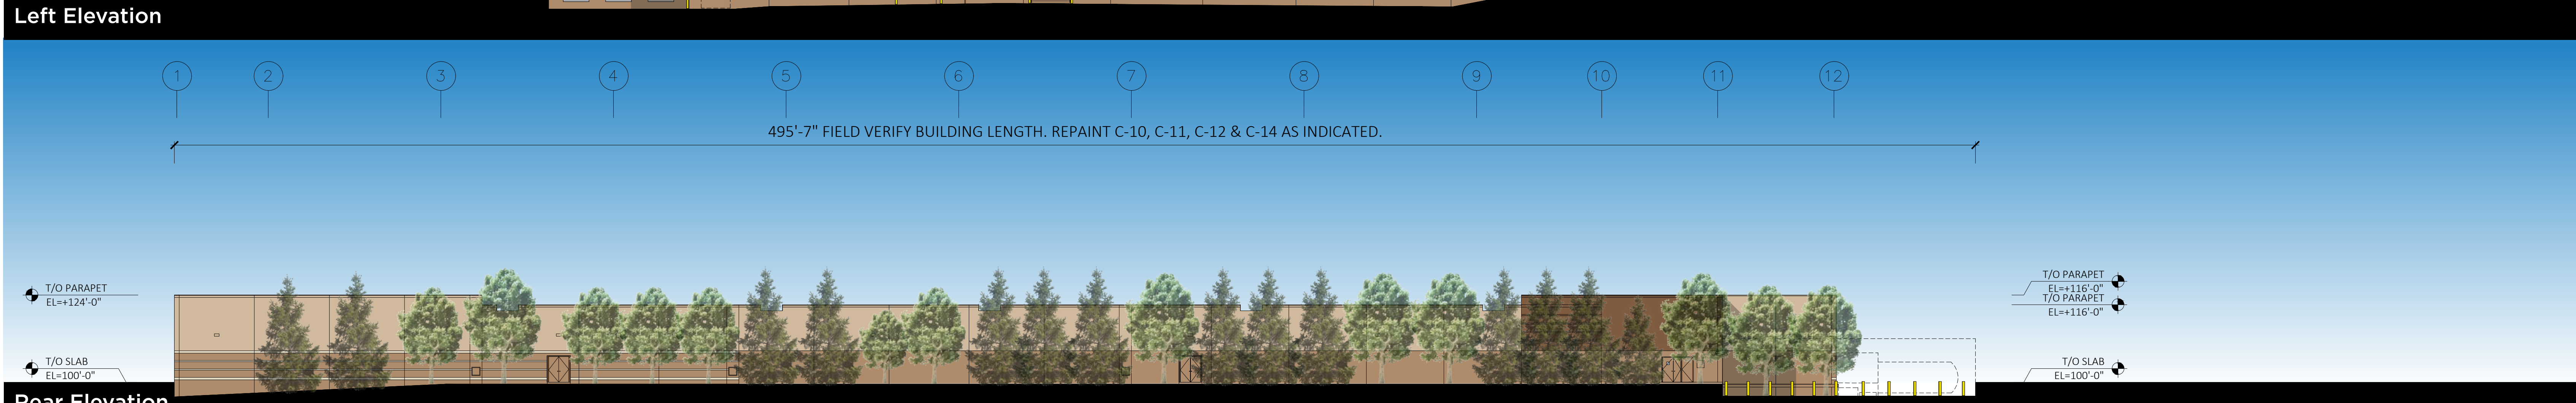 Left Elevation
1 2 3 4 5 6 7 8 9 10 11 12
495'-7" FIELD VERIFY BUILDING LENGTH. REPAINT C-10, C-11, C-12 & C-14 AS INDICATED.
T/O PARAPET
EL=+124'-0"
T/O SLAB
EL=100'-0"
T/O PARAPET
EL=+116'-0"
T/O PARAPET
EL=+116'-0"
T/O SLAB
EL=100'-0"
Rear Elevation